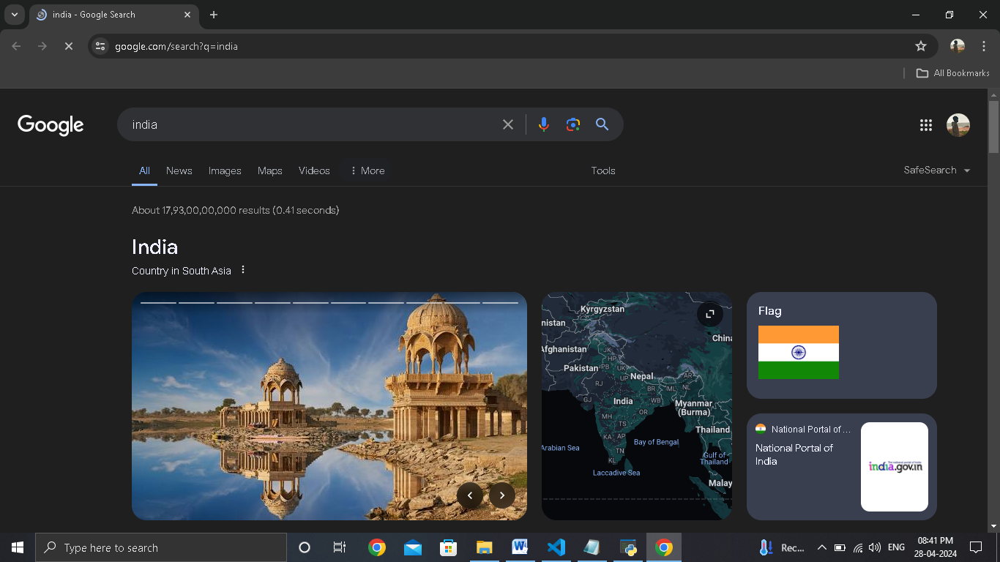 india - Google Search
google.com/search?q=india
All Bookmarks
Google
india
All News Images Maps Videos More Tools SafeSearch
About 17,93,00,00,000 results (0.41 seconds)
India
Country in South Asia
Kyrgyzstan
nistan
China
Afghanistan
JK
HP
Pakistan
PB
UK
Nepal
UP
AR
RJ
BR
ML
NL
GJ
India
WB
Myanmar
(Burma)
OR
MH
TS
Thailand
KA
AP
Arabian Sea
Bay of Bengal
TN
Gulf of
Thailand
KL
Laccadive Sea
Malay
Flag
National Portal of ...
National Portal of
India
india.gov.in
Type here to search
Rec...
ENG
08:41 PM
28-04-2024